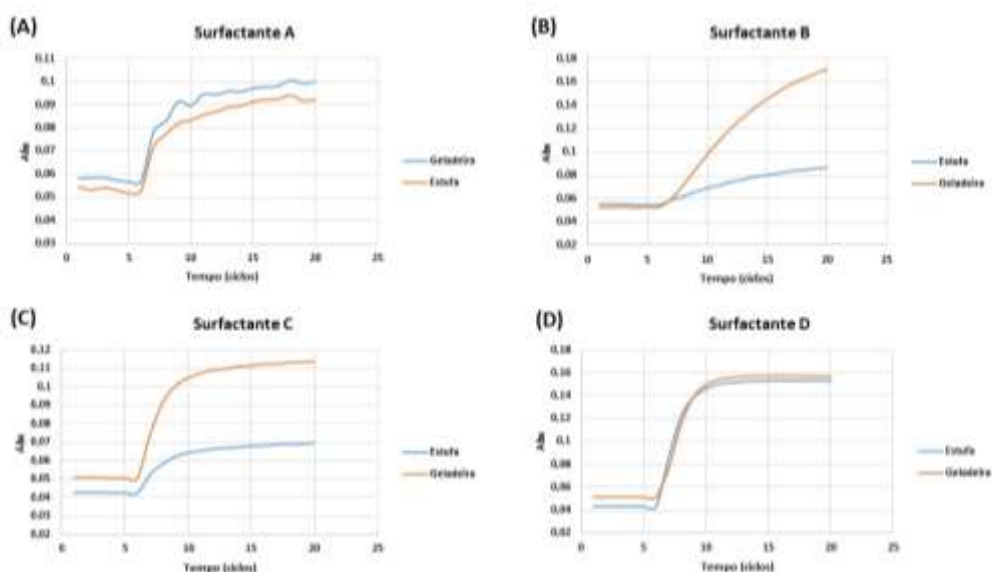 (A)
Surfactante A
0,11
0,1
0,09
0,08
0,07
0,06
0,05
0,04
0,03
Abs
0 5 10 15 20 25
Tempo (ciclos)
Geladeira
Estufa
(B)
Surfactante B
0,18
0,16
0,14
0,12
0,1
0,08
0,06
0,04
0,02
Abs
0 5 10 15 20 25
Tempo (ciclos)
Estufa
Geladeira
(C)
Surfactante C
0,12
0,11
0,1
0,09
0,08
0,07
0,06
0,05
0,04
0,03
0,02
Abs
0 5 10 15 20 25
Tempo (ciclos)
Estufa
Geladeira
(D)
Surfactante D
0,18
0,16
0,14
0,12
0,1
0,08
0,06
0,04
0,02
Abs
0 5 10 15 20 25
Tempo (ciclos)
Estufa
Geladeira